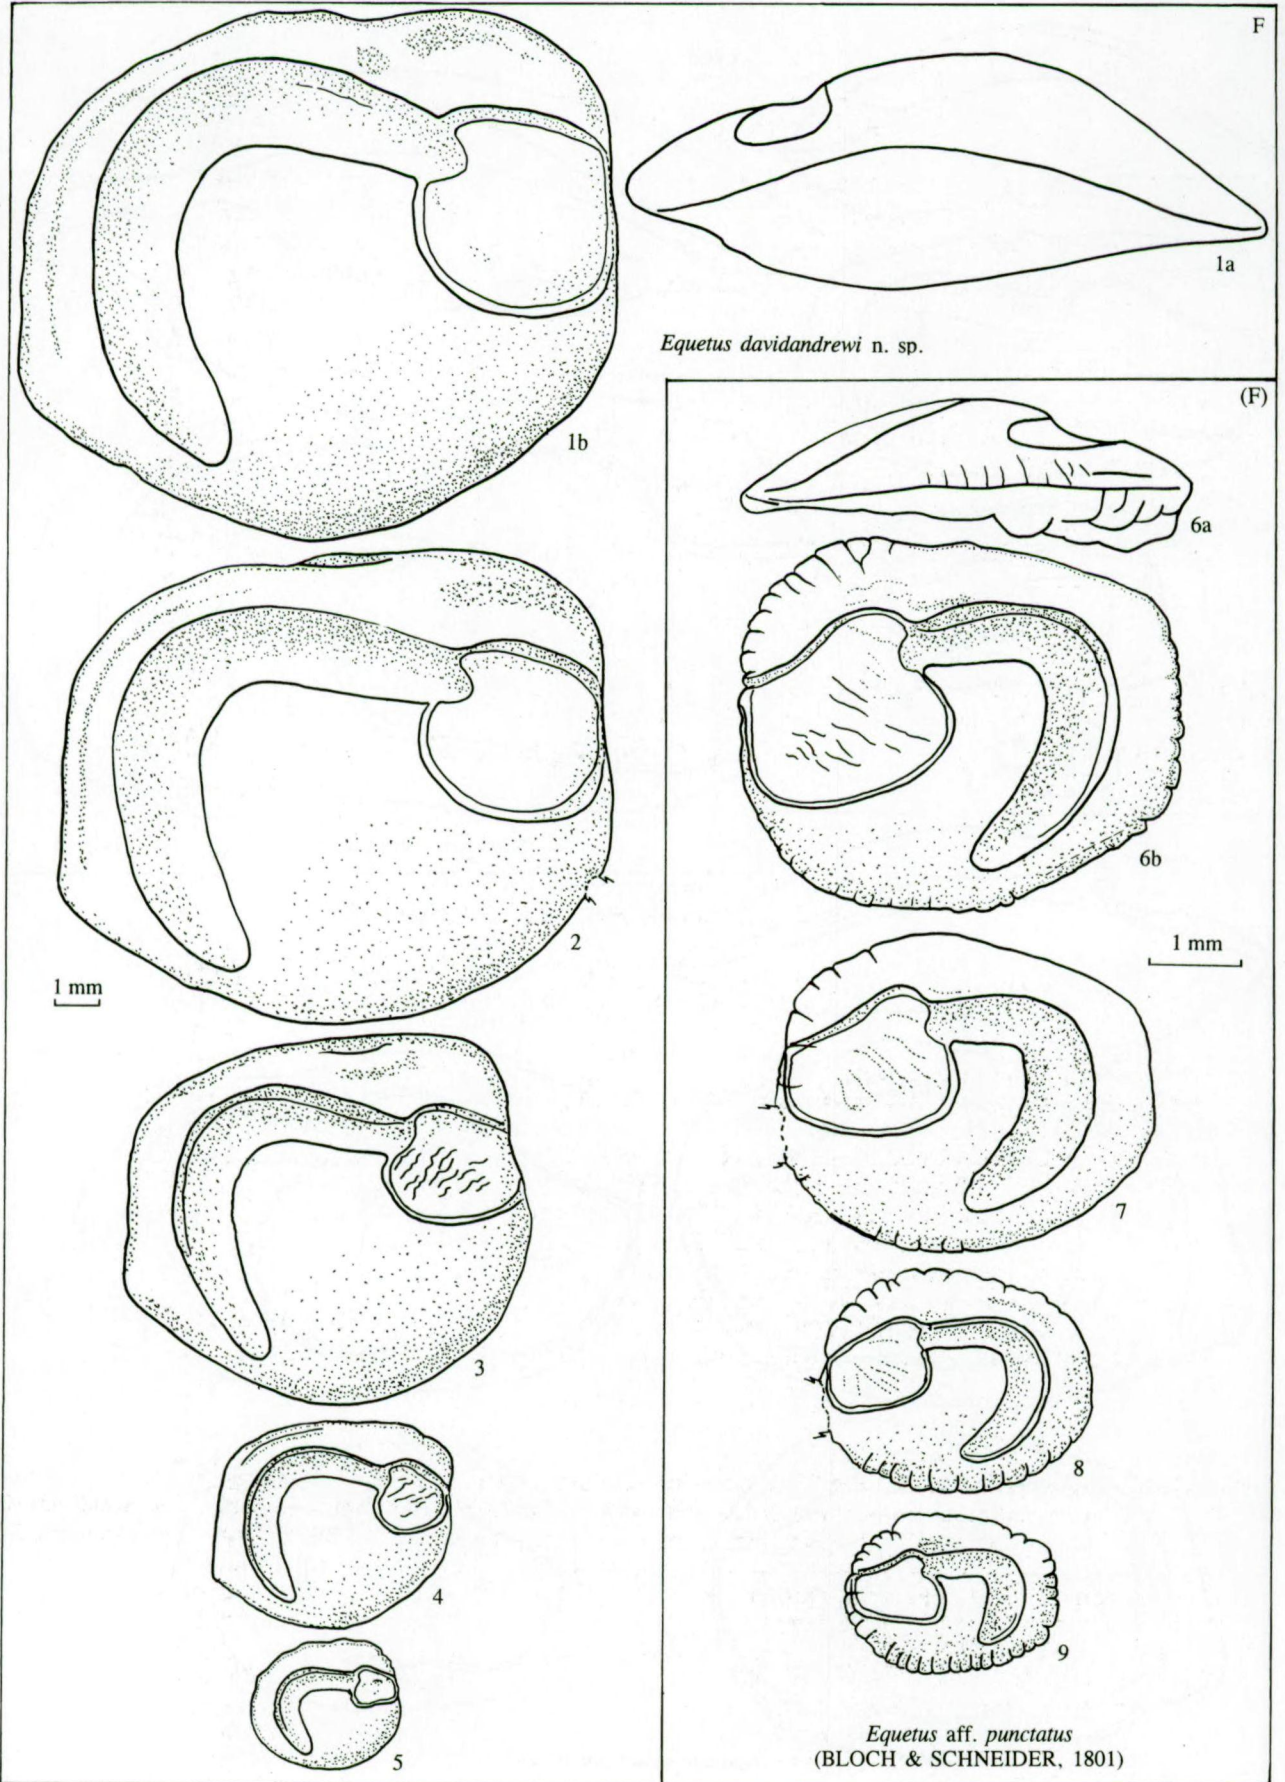 F
1a
Equetus davidandrewi n. sp.
1b
2
1 mm
3
4
5
(F)
6a
6b
1 mm
7
8
9
Equetus aff. punctatus
(BLOCH & SCHNEIDER, 1801)